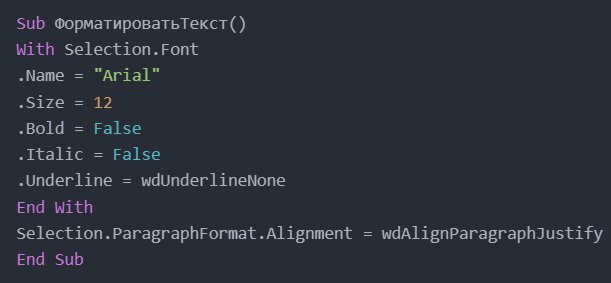 Sub ФорматироватьТекст()
With Selection.Font
.Name = "Arial"
.Size = 12
.Bold = False
.Italic = False
.Underline = wdUnderlineNone
End With
Selection.ParagraphFormat.Alignment = wdAlignParagraphJustify
End Sub